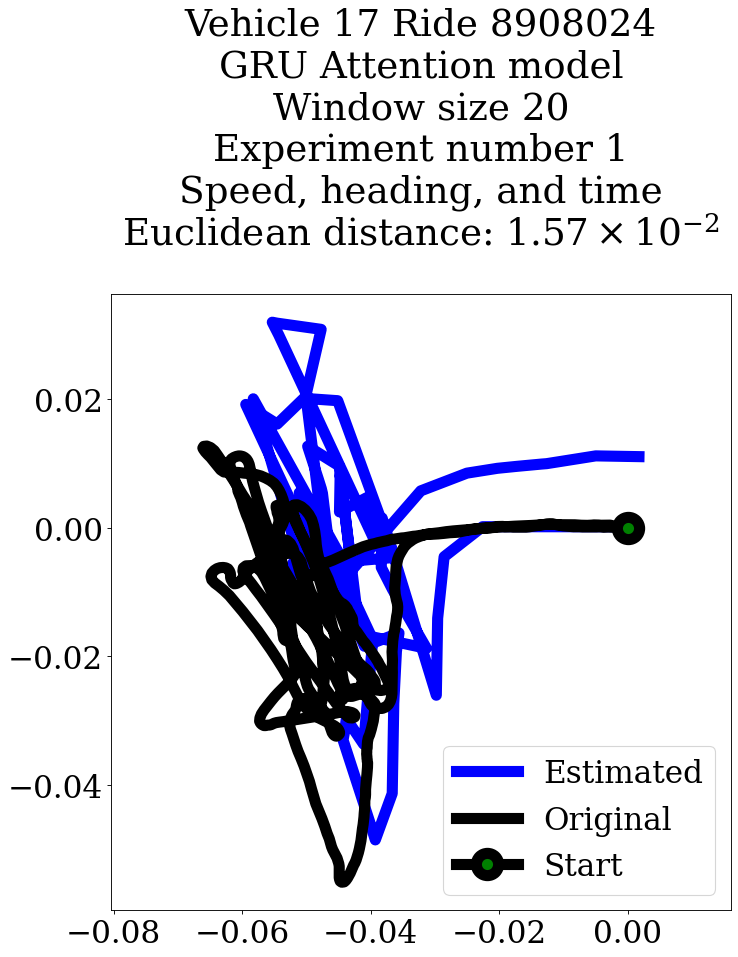 Vehicle 17 Ride 8908024
GRU Attention model
Window size 20
Experiment number 1
Speed, heading, and time
Euclidean distance: 1.57 × 10⁻²
0.02
0.00
−0.02
−0.04
Estimated
Original
Start
−0.08 −0.06 −0.04 −0.02 0.00